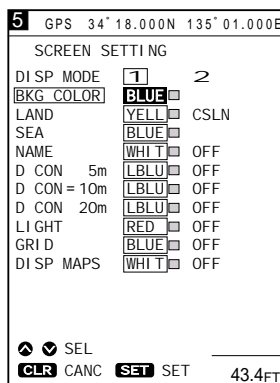 5 GPS 34°18.000N 135°01.000E
SCREEN SETTING
DISP MODE 1 2
BKG COLOR BLUE
LAND YELL CSLN
SEA BLUE
NAME WHIT OFF
D CON 5m LBLU OFF
D CON=10m LBLU OFF
D CON 20m LBLU OFF
LIGHT RED OFF
GRID BLUE OFF
DISP MAPS WHIT OFF
SEL
CLR CANC SET SET
43.4FT